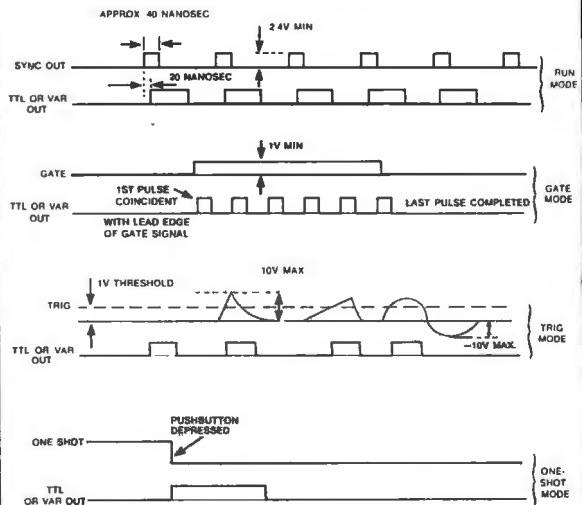 APPROX 40 NANOSEC
2.4V MIN
SYNC OUT
20 NANOSEC
TTL OR VAR
OUT
RUN
MODE
1V MIN
GATE
1ST PULSE
COINCIDENT
WITH LEAD EDGE
OF GATE SIGNAL
TTL OR VAR
OUT
LAST PULSE COMPLETED
GATE
MODE
1V THRESHOLD
10V MAX
TRIG
TTL OR VAR
OUT
-10V MAX.
TRIG
MODE
PUSHBUTTON
DEPRESSED
ONE SHOT
TTL
OR VAR OUT
ONE-
SHOT
MODE